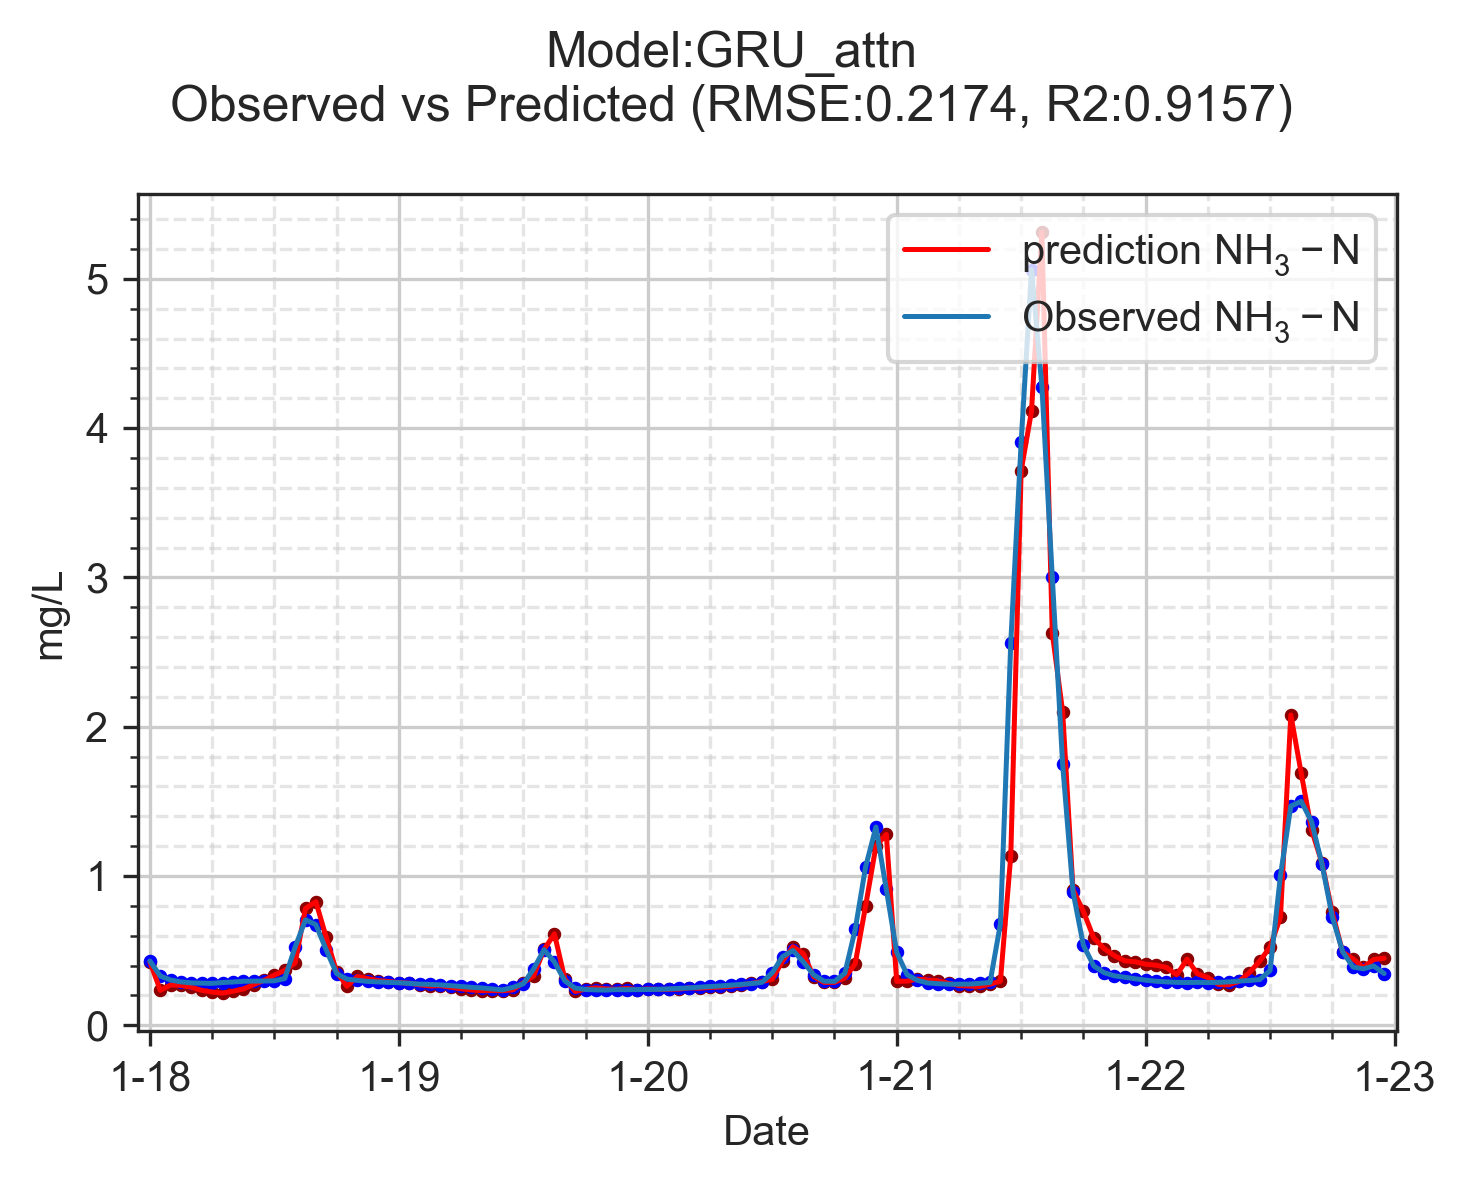 Model:GRU_attn
Observed vs Predicted (RMSE:0.2174, R2:0.9157)
prediction NH₃ − N
Observed NH₃ − N
5
4
3
2
1
0
mg/L
1-18 1-19 1-20 1-21 1-22 1-23
Date